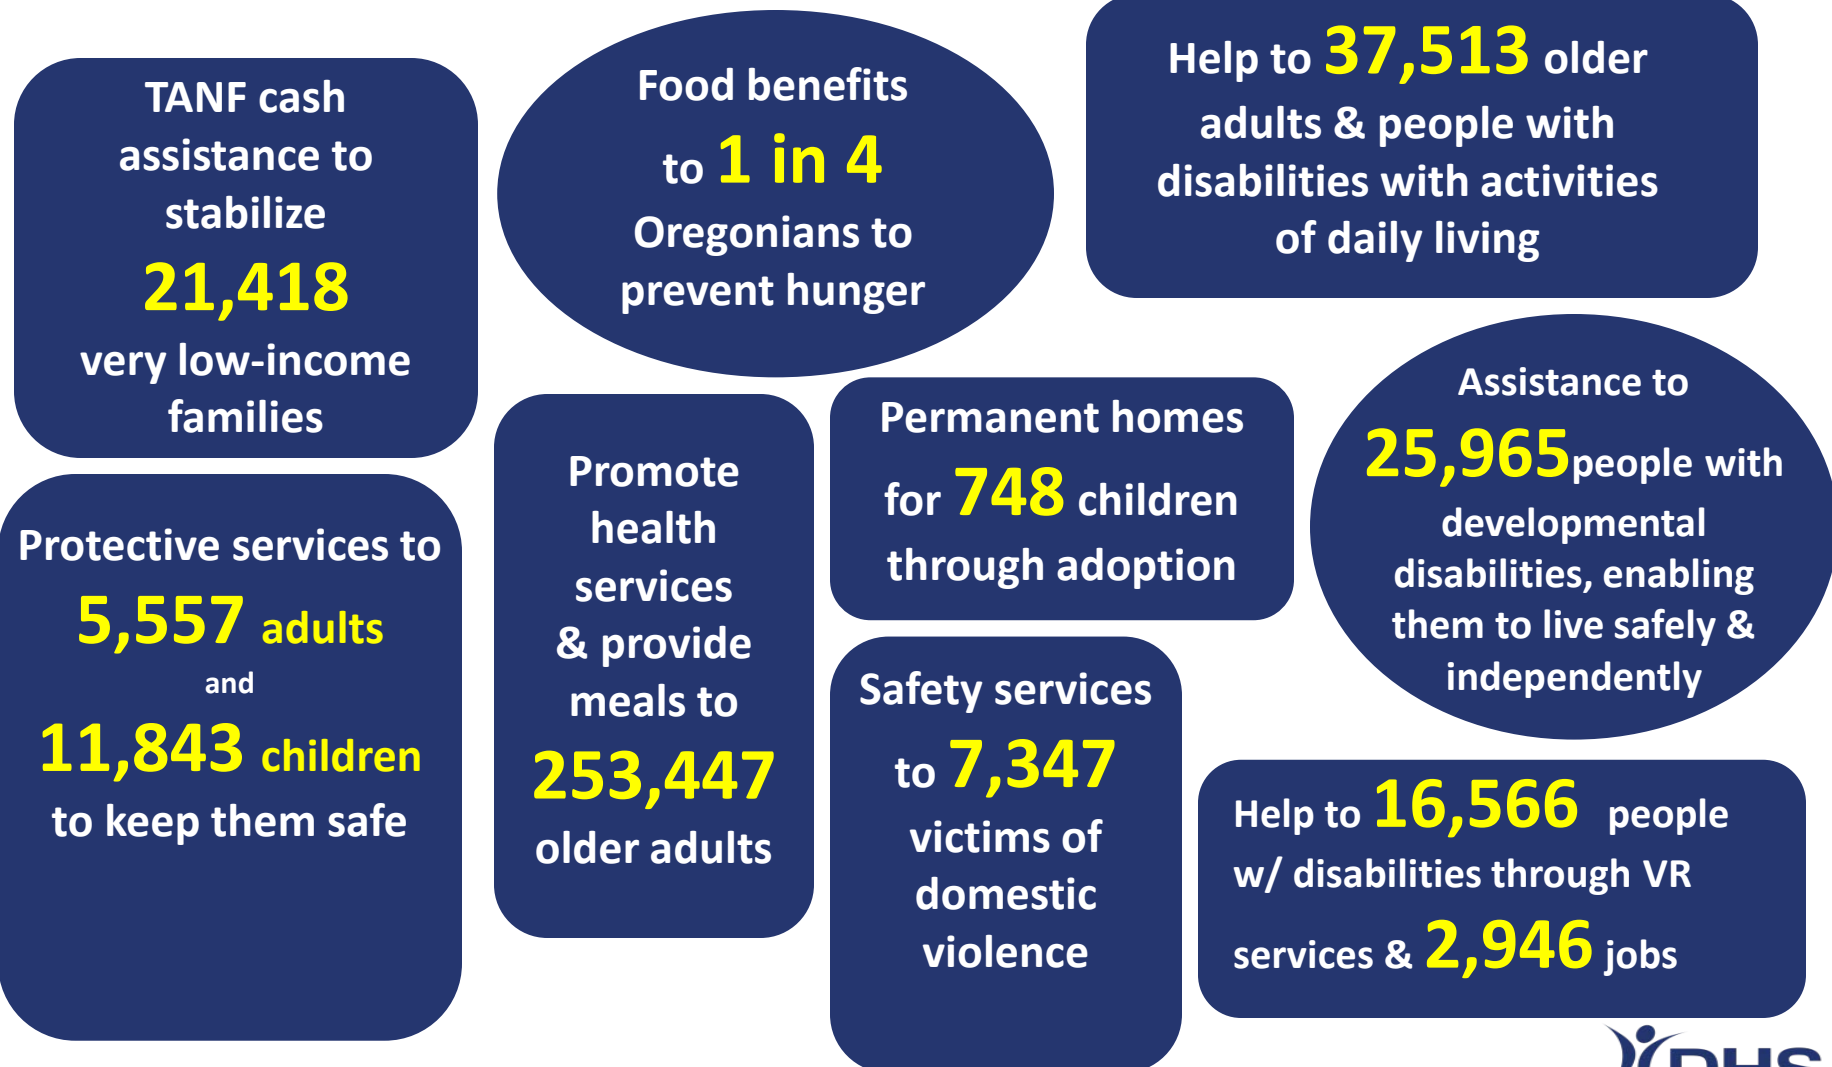 TANF cash
assistance to
stabilize
21,418
very low-income
families
Food benefits
to 1 in 4
Oregonians to
prevent hunger
Help to 37,513 older
adults & people with
disabilities with activities
of daily living
Protective services to
5,557 adults
and
11,843 children
to keep them safe
Promote
health
services
& provide
meals to
253,447
older adults
Permanent homes
for 748 children
through adoption
Safety services
to 7,347
victims of
domestic
violence
Assistance to
25,965people with
developmental
disabilities, enabling
them to live safely &
independently
Help to 16,566 people
w/ disabilities through VR
services & 2,946 jobs
DHS